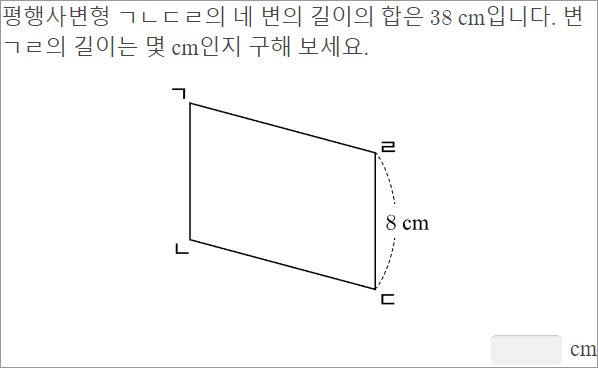 평행사변형 ㄱㄴㄷㄹ의 네 변의 길이의 합은 38 cm입니다. 변
ㄱㄹ의 길이는 몇 cm인지 구해 보세요.
ㄱ
ㄹ
8 cm
ㄴ
ㄷ
cm